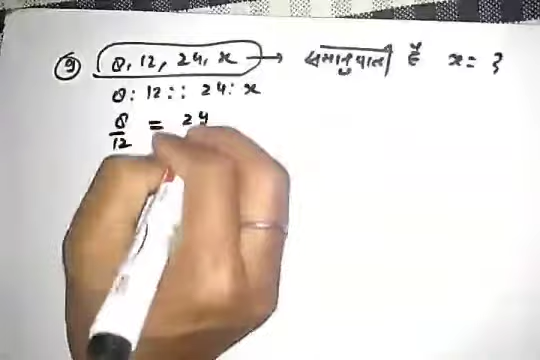 9) 8, 12, 24, x → समानुपाती है x = ?
8 : 12 :: 24 : x
8/12 = 24